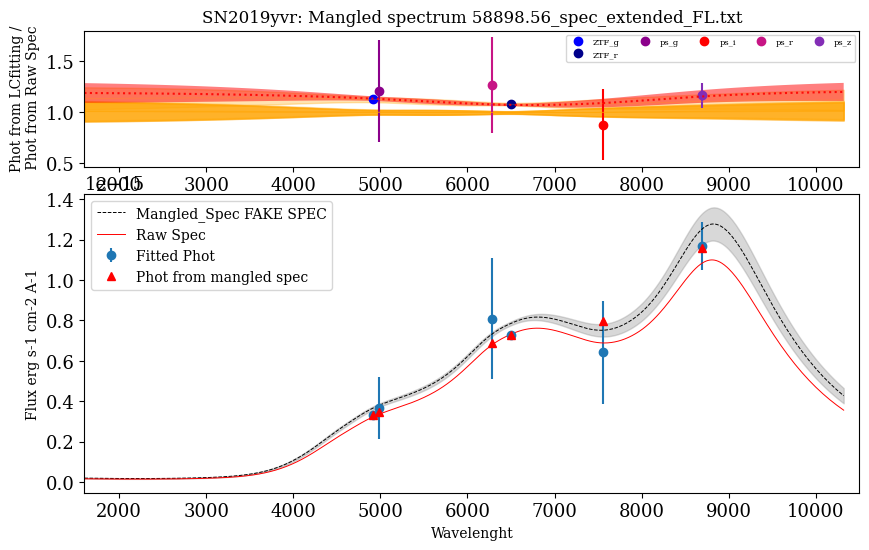 SN2019yvr: Mangled spectrum 58898.56_spec_extended_FL.txt
Phot from LCfitting /
Phot from Raw Spec
1.5
1.0
0.5
ZTF_g ps_g ps_i ps_r ps_z
ZTF_r
2000 3000 4000 5000 6000 7000 8000 9000 10000
1e−15
Flux erg s-1 cm-2 A-1
1.4
1.2
1.0
0.8
0.6
0.4
0.2
0.0
Mangled_Spec FAKE SPEC
Raw Spec
Fitted Phot
Phot from mangled spec
2000 3000 4000 5000 6000 7000 8000 9000 10000
Wavelenght